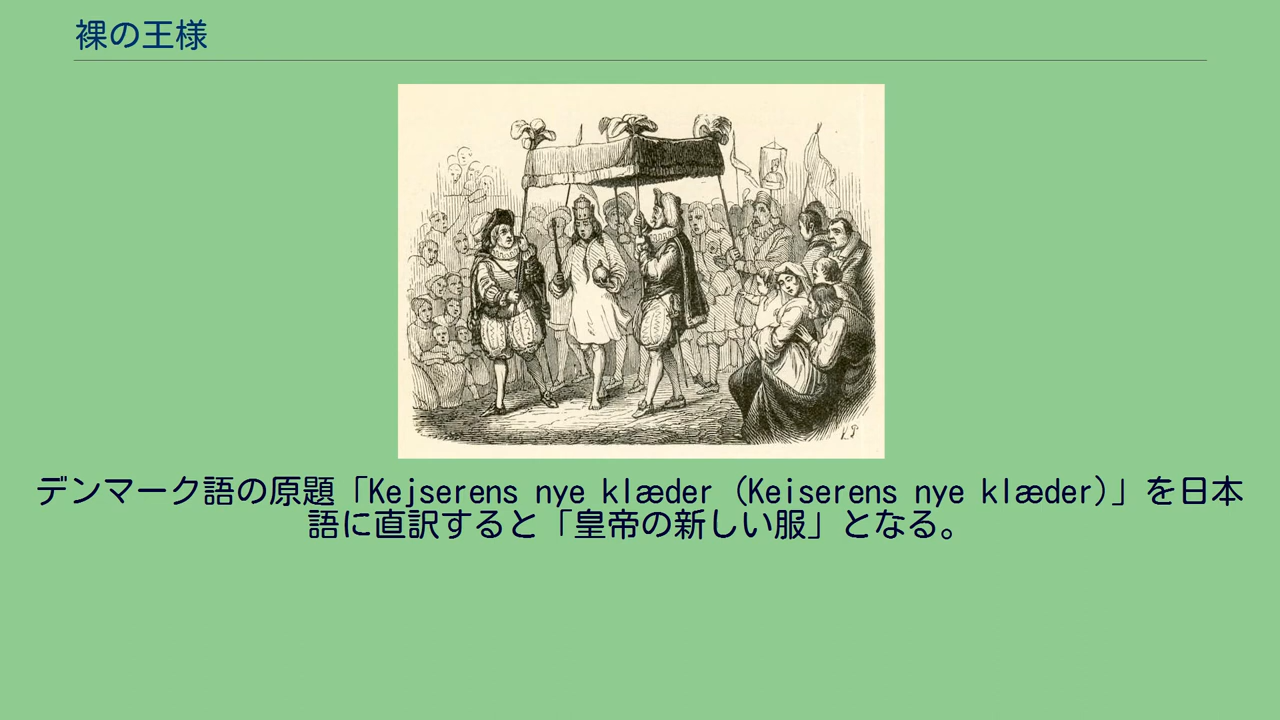 裸の王様
デンマーク語の原題「Kejserens nye klæder (Keiserens nye klæder)」を日本
語に直訳すると「皇帝の新しい服」となる。